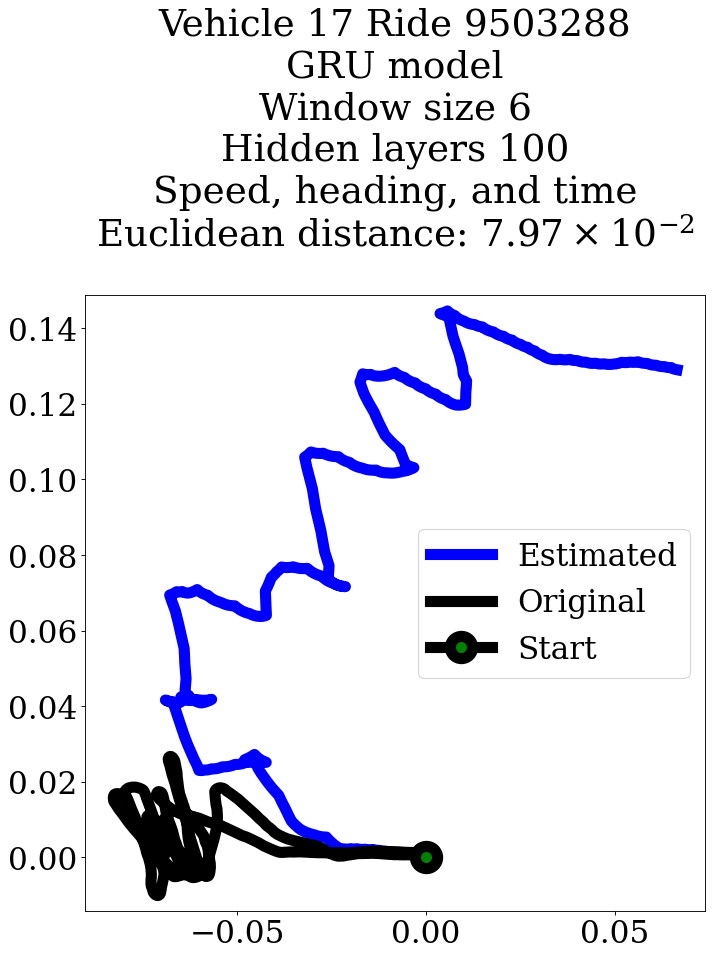 Vehicle 17 Ride 9503288
GRU model
Window size 6
Hidden layers 100
Speed, heading, and time
Euclidean distance: 7.97 × 10⁻²
0.14
0.12
0.10
0.08
0.06
0.04
0.02
0.00
Estimated
Original
Start
−0.05
0.00
0.05